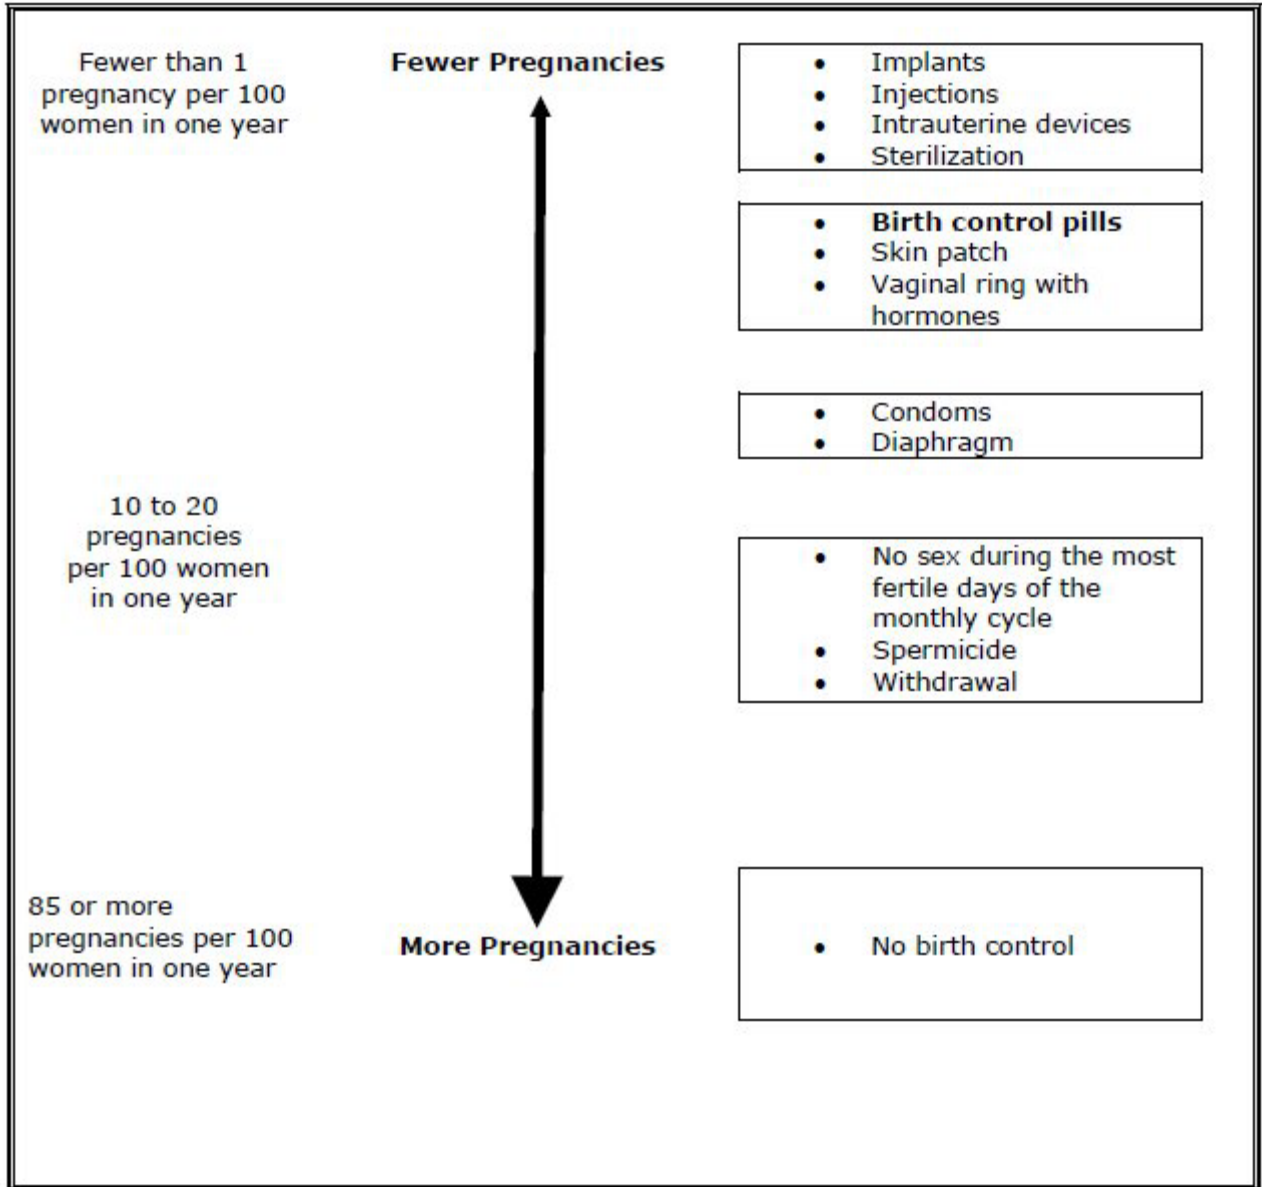 Fewer than 1
pregnancy per 100
women in one year
Fewer Pregnancies
• Implants
• Injections
• Intrauterine devices
• Sterilization
• Birth control pills
• Skin patch
• Vaginal ring with
hormones
• Condoms
• Diaphragm
10 to 20
pregnancies
per 100 women
in one year
• No sex during the most
fertile days of the
monthly cycle
• Spermicide
• Withdrawal
85 or more
pregnancies per 100
women in one year
More Pregnancies
• No birth control